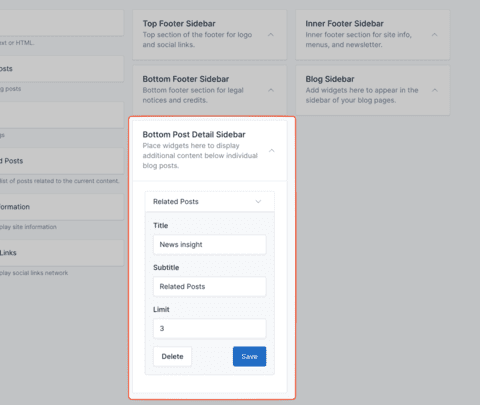 Top Footer Sidebar
Top section of the footer for logo
and social links.
Inner Footer Sidebar
Inner footer section for site info,
menus, and newsletter.
Bottom Footer Sidebar
Bottom footer section for legal
notices and credits.
Blog Sidebar
Add widgets here to appear in the
sidebar of your blog pages.
ext or HTML.
osts
og posts
gs
d Posts
list of posts related to the current content.
formation
play site information
Links
play social links network
Bottom Post Detail Sidebar
Place widgets here to display
additional content below individual
blog posts.
Related Posts
Title
News insight
Subtitle
Related Posts
Limit
3
Delete
Save